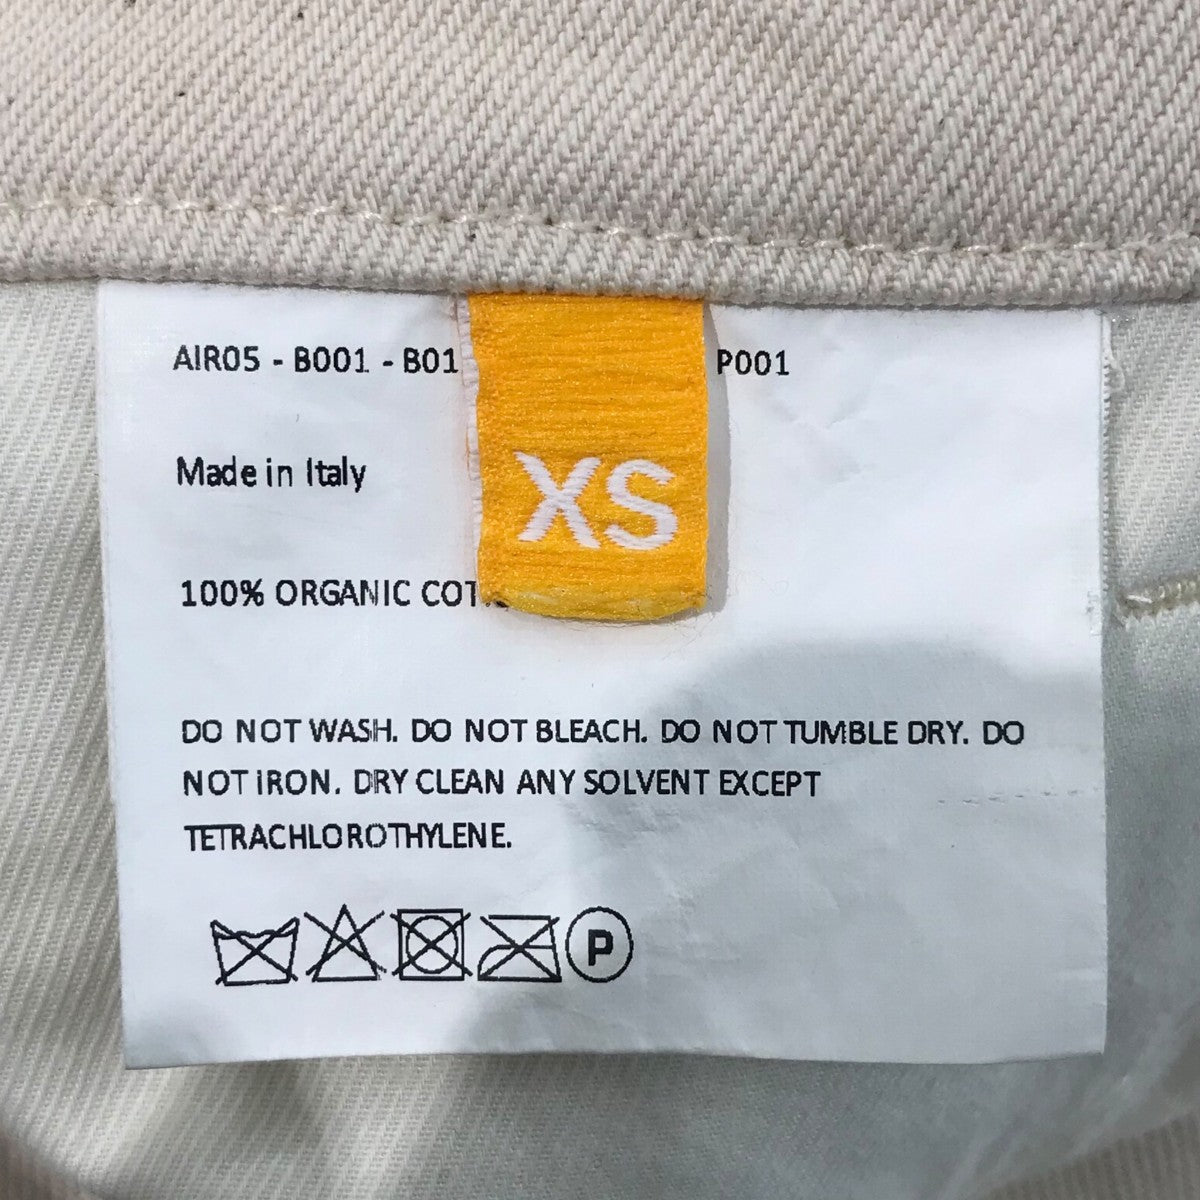 AIR05 - B001 - B01 P001
XS
Made in Italy
100% ORGANIC
DO NOT WASH. DO NOT BLEACH. DO NOT TUMBLE DRY. DO
NOT IRON. DRY CLEAN ANY SOLVENT EXCEPT
TETRACHLOROTHYLENE.
P